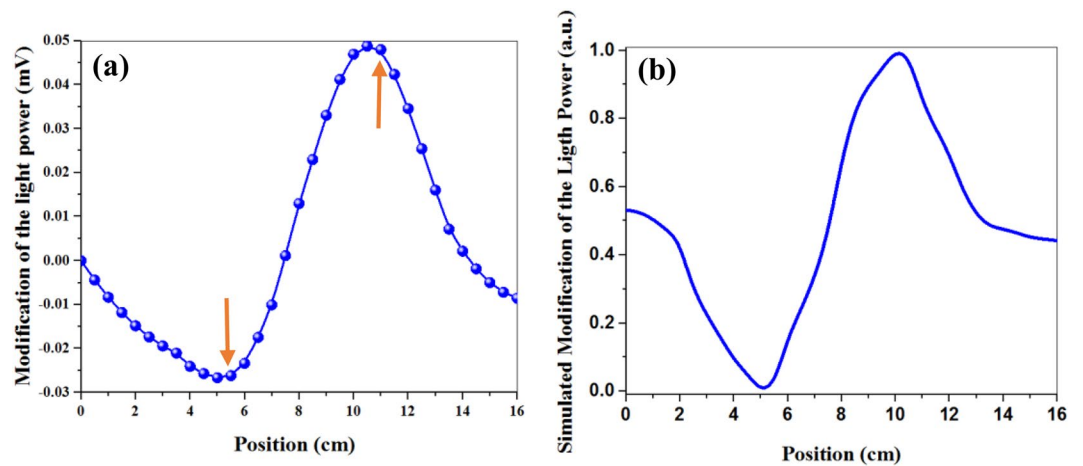 (a)
Modification of the light power (mV)
0.05
0.04
0.03
0.02
0.01
0.00
-0.01
-0.02
-0.03
0 2 4 6 8 10 12 14 16
Position (cm)
(b)
Simulated Modification of the Ligth Power (a.u.)
1.0
0.8
0.6
0.4
0.2
0.0
0 2 4 6 8 10 12 14 16
Position (cm)